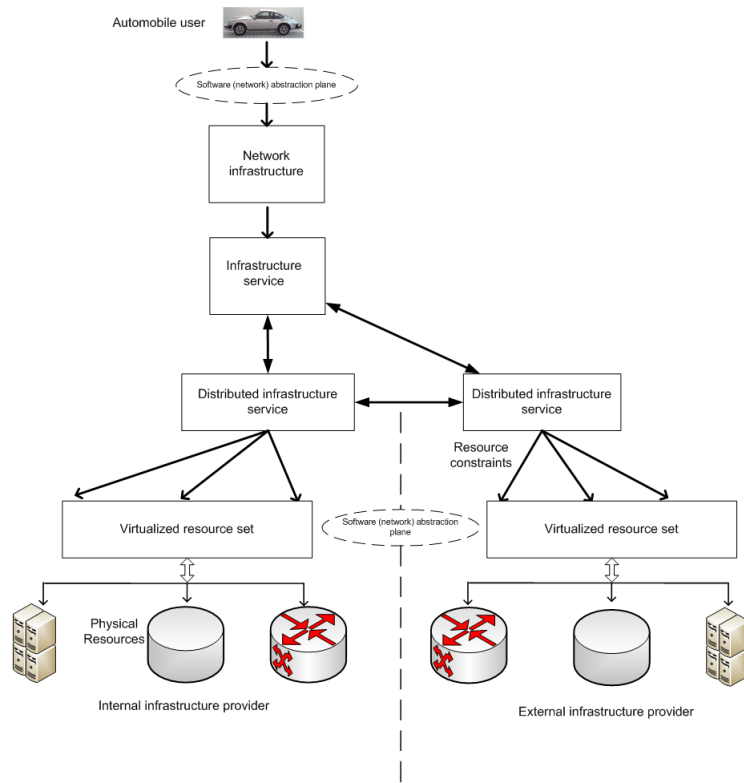 Automobile user
Software (network) abstraction plane
Network
infrastructure
Infrastructure
service
Distributed infrastructure
service
Distributed infrastructure
service
Resource
constraints
Virtualized resource set
Software (network) abstraction
plane
Virtualized resource set
Physical
Resources
Internal infrastructure provider
External infrastructure provider